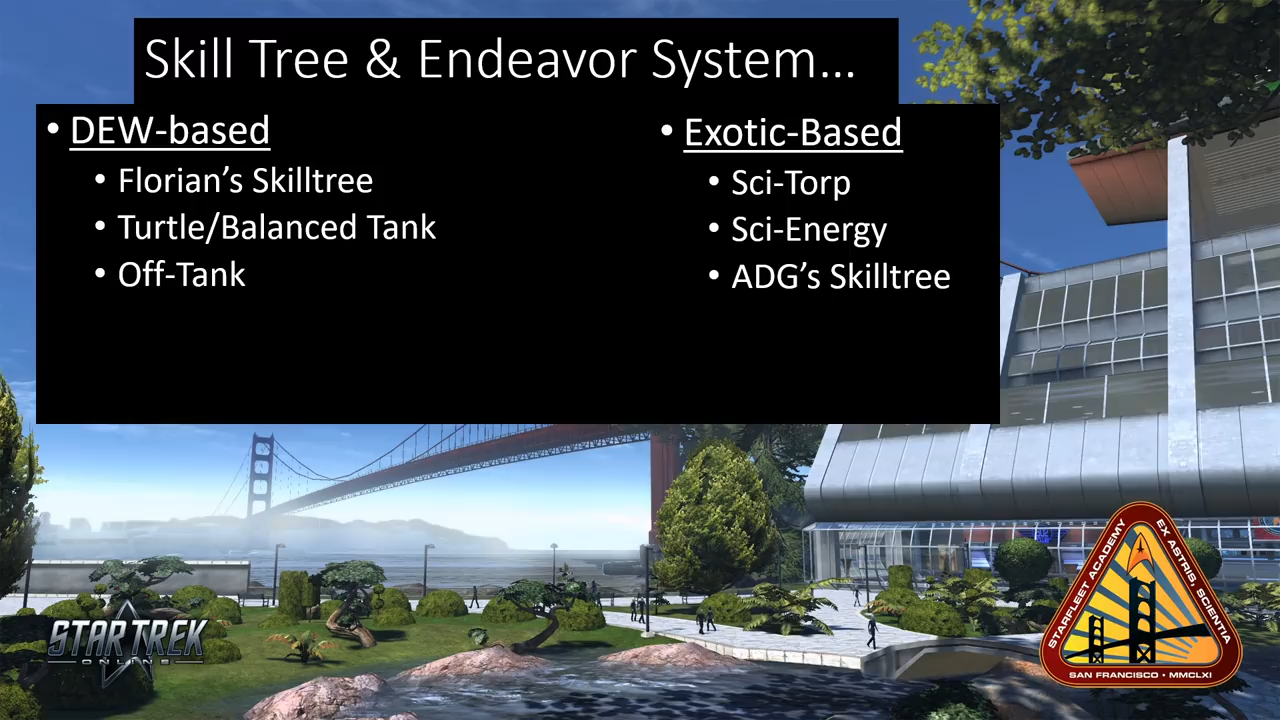 Skill Tree & Endeavor System...
• DEW-based
• Florian's Skilltree
• Turtle/Balanced Tank
• Off-Tank
• Exotic-Based
• Sci-Torp
• Sci-Energy
• ADG's Skilltree
STAR TREK
ONLINE
STARFLEET ACADEMY
EX ASTRIS, SCIENTIA
SAN FRANCISCO • MMCLXI